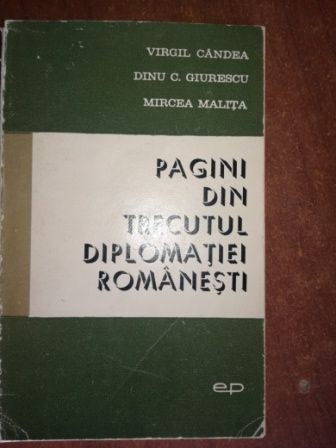 VIRGIL CÂNDEA
DINU C. GIURESCU
MIRCEA MALIȚA
PAGINI
DIN
TRECUTUL
DIPLOMAȚIEI
ROMÂNEȘTI
ep